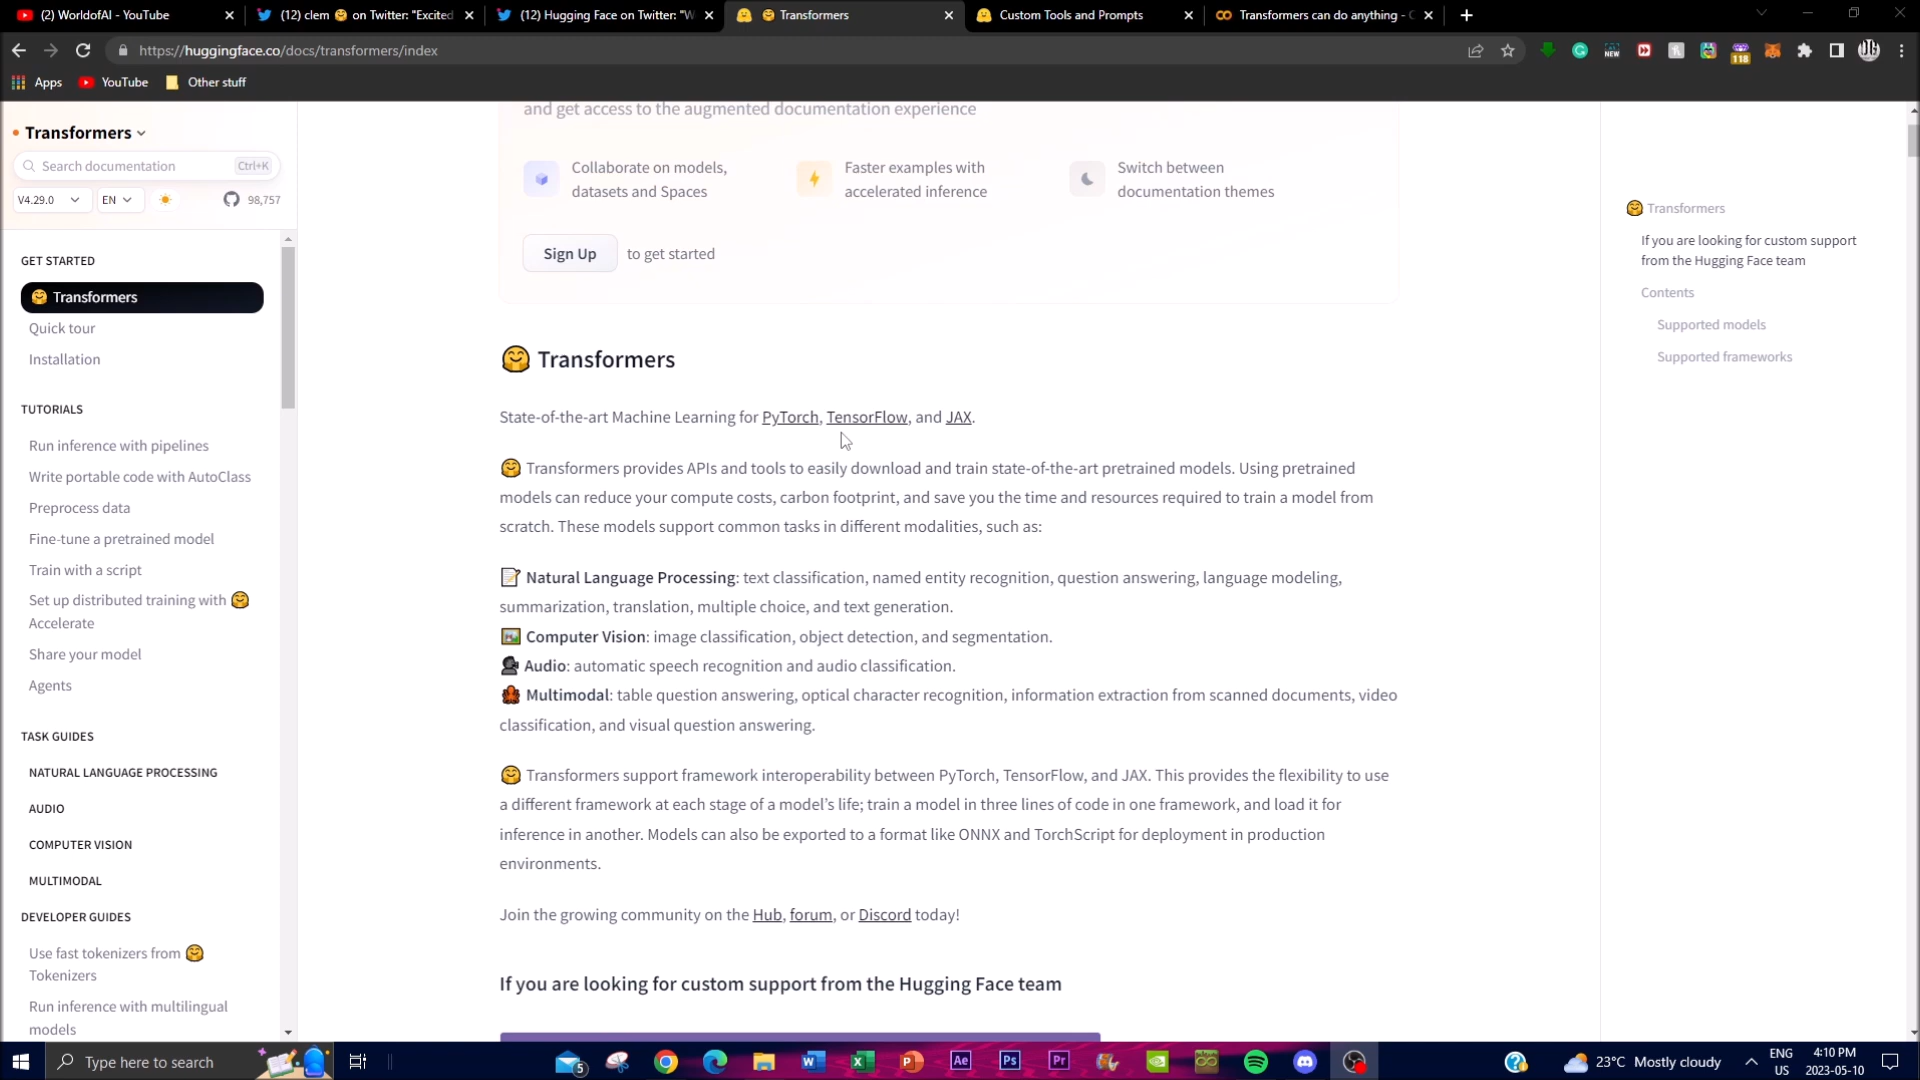 (2) WorldofAI - YouTube
(12) clem 🤗 on Twitter: "Excited
(12) Hugging Face on Twitter: "W
🤗 Transformers
Custom Tools and Prompts
Transformers can do anything - C
https://huggingface.co/docs/transformers/index
NEW
118
Apps
YouTube
Other stuff
Transformers
Search documentation
Ctrl+K
V4.29.0
EN
98,757
GET STARTED
🤗 Transformers
Quick tour
Installation
TUTORIALS
Run inference with pipelines
Write portable code with AutoClass
Preprocess data
Fine-tune a pretrained model
Train with a script
Set up distributed training with 🤗
Accelerate
Share your model
Agents
TASK GUIDES
NATURAL LANGUAGE PROCESSING
AUDIO
COMPUTER VISION
MULTIMODAL
DEVELOPER GUIDES
Use fast tokenizers from 🤗
Tokenizers
Run inference with multilingual
models
and get access to the augmented documentation experience
Collaborate on models,
datasets and Spaces
Faster examples with
accelerated inference
Switch between
documentation themes
Sign Up to get started
🤗 Transformers
State-of-the-art Machine Learning for PyTorch, TensorFlow, and JAX.
🤗 Transformers provides APIs and tools to easily download and train state-of-the-art pretrained models. Using pretrained
models can reduce your compute costs, carbon footprint, and save you the time and resources required to train a model from
scratch. These models support common tasks in different modalities, such as:
📝 Natural Language Processing: text classification, named entity recognition, question answering, language modeling,
summarization, translation, multiple choice, and text generation.
🖼️ Computer Vision: image classification, object detection, and segmentation.
🗣️ Audio: automatic speech recognition and audio classification.
🐙 Multimodal: table question answering, optical character recognition, information extraction from scanned documents, video
classification, and visual question answering.
🤗 Transformers support framework interoperability between PyTorch, TensorFlow, and JAX. This provides the flexibility to use
a different framework at each stage of a model's life; train a model in three lines of code in one framework, and load it for
inference in another. Models can also be exported to a format like ONNX and TorchScript for deployment in production
environments.
Join the growing community on the Hub, forum, or Discord today!
If you are looking for custom support from the Hugging Face team
🤗 Transformers
If you are looking for custom support
from the Hugging Face team
Contents
Supported models
Supported frameworks
Type here to search
5
W
X
P
Ae
Ps
Pr
23°C Mostly cloudy
ENG
US
4:10 PM
2023-05-10